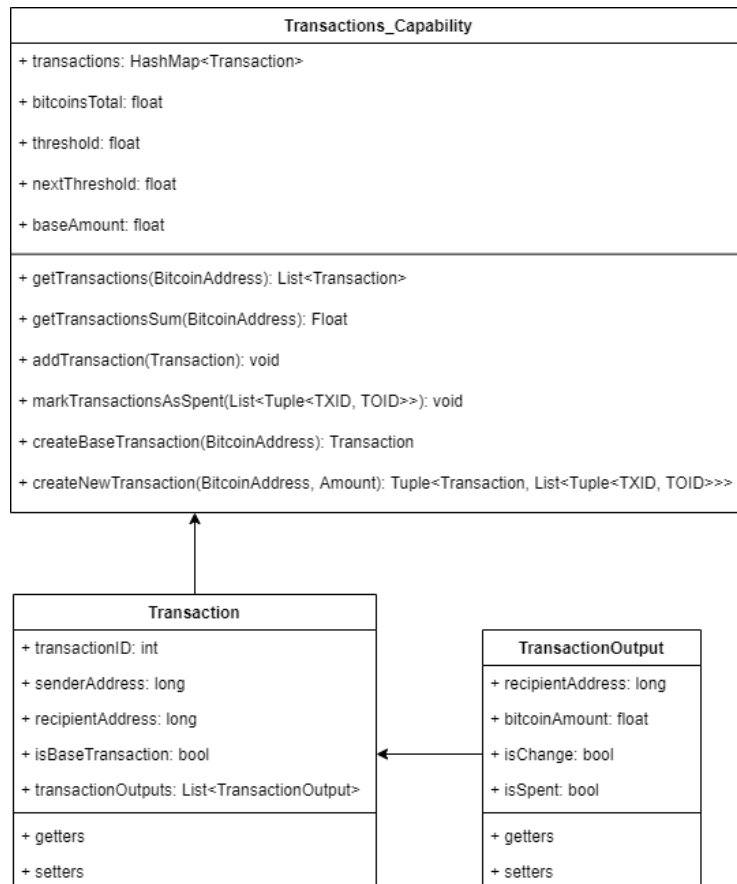 Transactions_Capability
+ transactions: HashMap<Transaction>
+ bitcoinsTotal: float
+ threshold: float
+ nextThreshold: float
+ baseAmount: float
+ getTransactions(BitcoinAddress): List<Transaction>
+ getTransactionsSum(BitcoinAddress): Float
+ addTransaction(Transaction): void
+ markTransactionsAsSpent(List<Tuple<TXID, TOID>>): void
+ createBaseTransaction(BitcoinAddress): Transaction
+ createNewTransaction(BitcoinAddress, Amount): Tuple<Transaction, List<Tuple<TXID, TOID>>>
Transaction
+ transactionID: int
+ senderAddress: long
+ recipientAddress: long
+ isBaseTransaction: bool
+ transactionOutputs: List<TransactionOutput>
+ getters
+ setters
TransactionOutput
+ recipientAddress: long
+ bitcoinAmount: float
+ isChange: bool
+ isSpent: bool
+ getters
+ setters